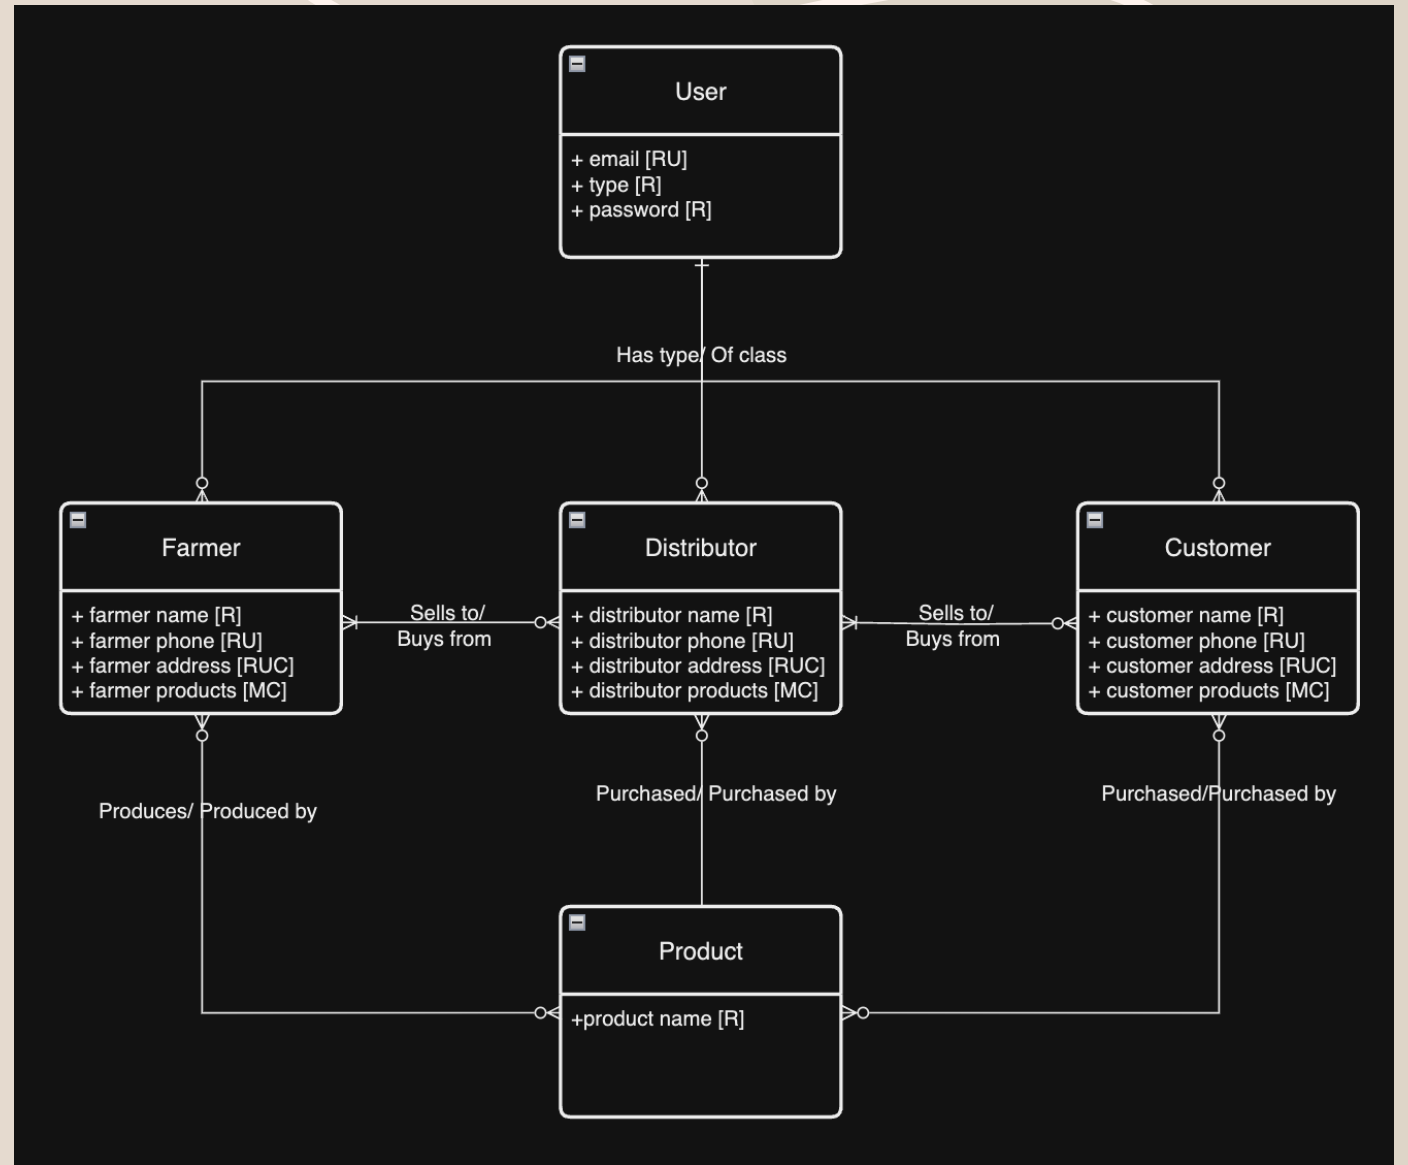 User
+ email [RU]
+ type [R]
+ password [R]
Has type/ Of class
Farmer
+ farmer name [R]
+ farmer phone [RU]
+ farmer address [RUC]
+ farmer products [MC]
Sells to/
Buys from
Distributor
+ distributor name [R]
+ distributor phone [RU]
+ distributor address [RUC]
+ distributor products [MC]
Sells to/
Buys from
Customer
+ customer name [R]
+ customer phone [RU]
+ customer address [RUC]
+ customer products [MC]
Produces/ Produced by
Purchased/ Purchased by
Purchased/Purchased by
Product
+product name [R]